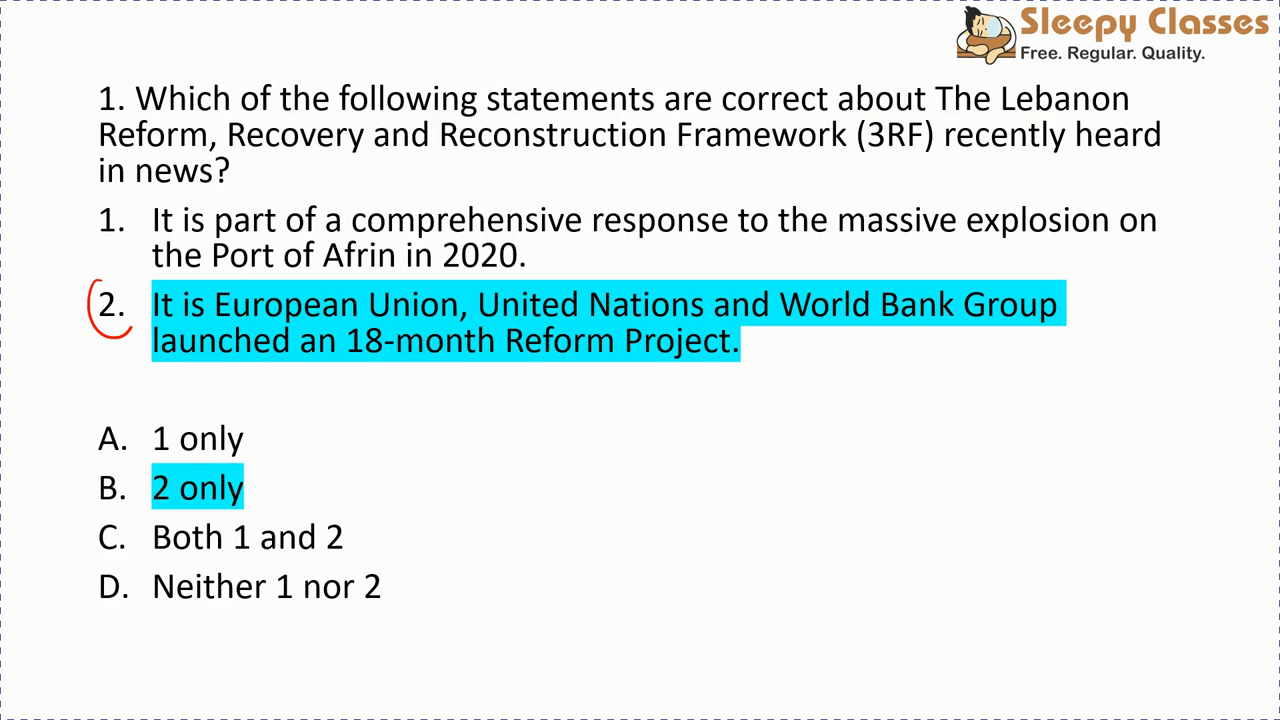 Sleepy Classes
Free. Regular. Quality.
1. Which of the following statements are correct about The Lebanon
Reform, Recovery and Reconstruction Framework (3RF) recently heard
in news?
1. It is part of a comprehensive response to the massive explosion on
the Port of Afrin in 2020.
2. It is European Union, United Nations and World Bank Group
launched an 18-month Reform Project.
A. 1 only
B. 2 only
C. Both 1 and 2
D. Neither 1 nor 2